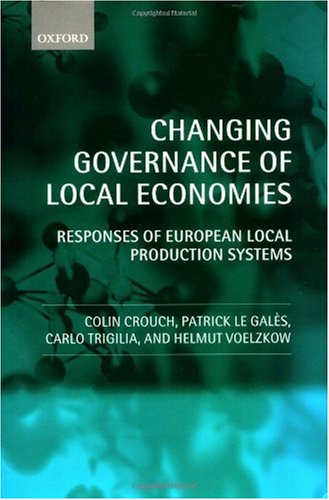 OXFORD
CHANGING
GOVERNANCE OF
LOCAL ECONOMIES
RESPONSES OF EUROPEAN LOCAL
PRODUCTION SYSTEMS
COLIN CROUCH, PATRICK LE GALÈS,
CARLO TRIGILIA, AND HELMUT VOELZKOW